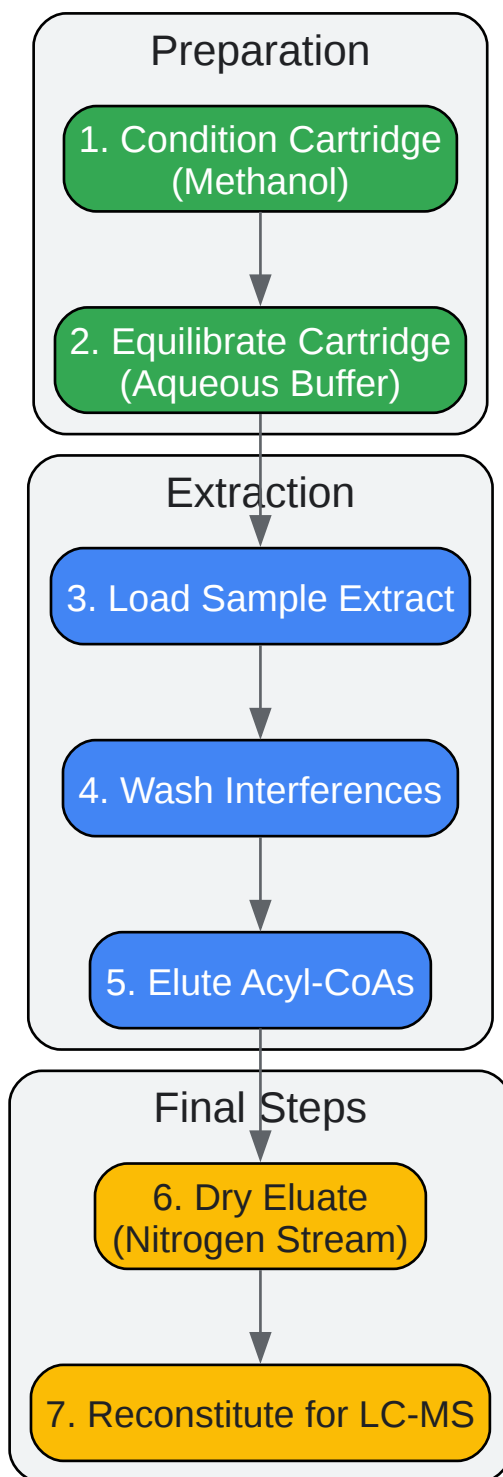 Preparation
1. Condition Cartridge
(Methanol)
2. Equilibrate Cartridge
(Aqueous Buffer)
Extraction
3. Load Sample Extract
4. Wash Interferences
5. Elute Acyl-CoAs
Final Steps
6. Dry Eluate
(Nitrogen Stream)
7. Reconstitute for LC-MS